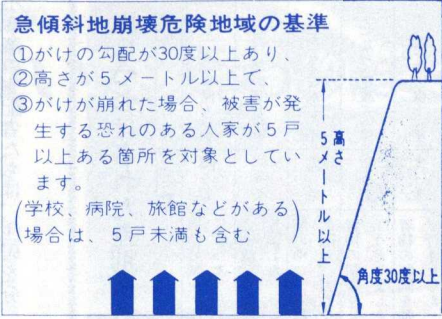 急傾斜地崩壊危険地域の基準
①がけの勾配が30度以上あり、
②高さが5メートル以上で、
③がけが崩れた場合、被害が発
生する恐れのある人家が5戸
以上ある箇所を対象としてい
ます。
(学校、病院、旅館などがある
場合は、5戸未満も含む)
高さ
5メートル以上
角度30度以上